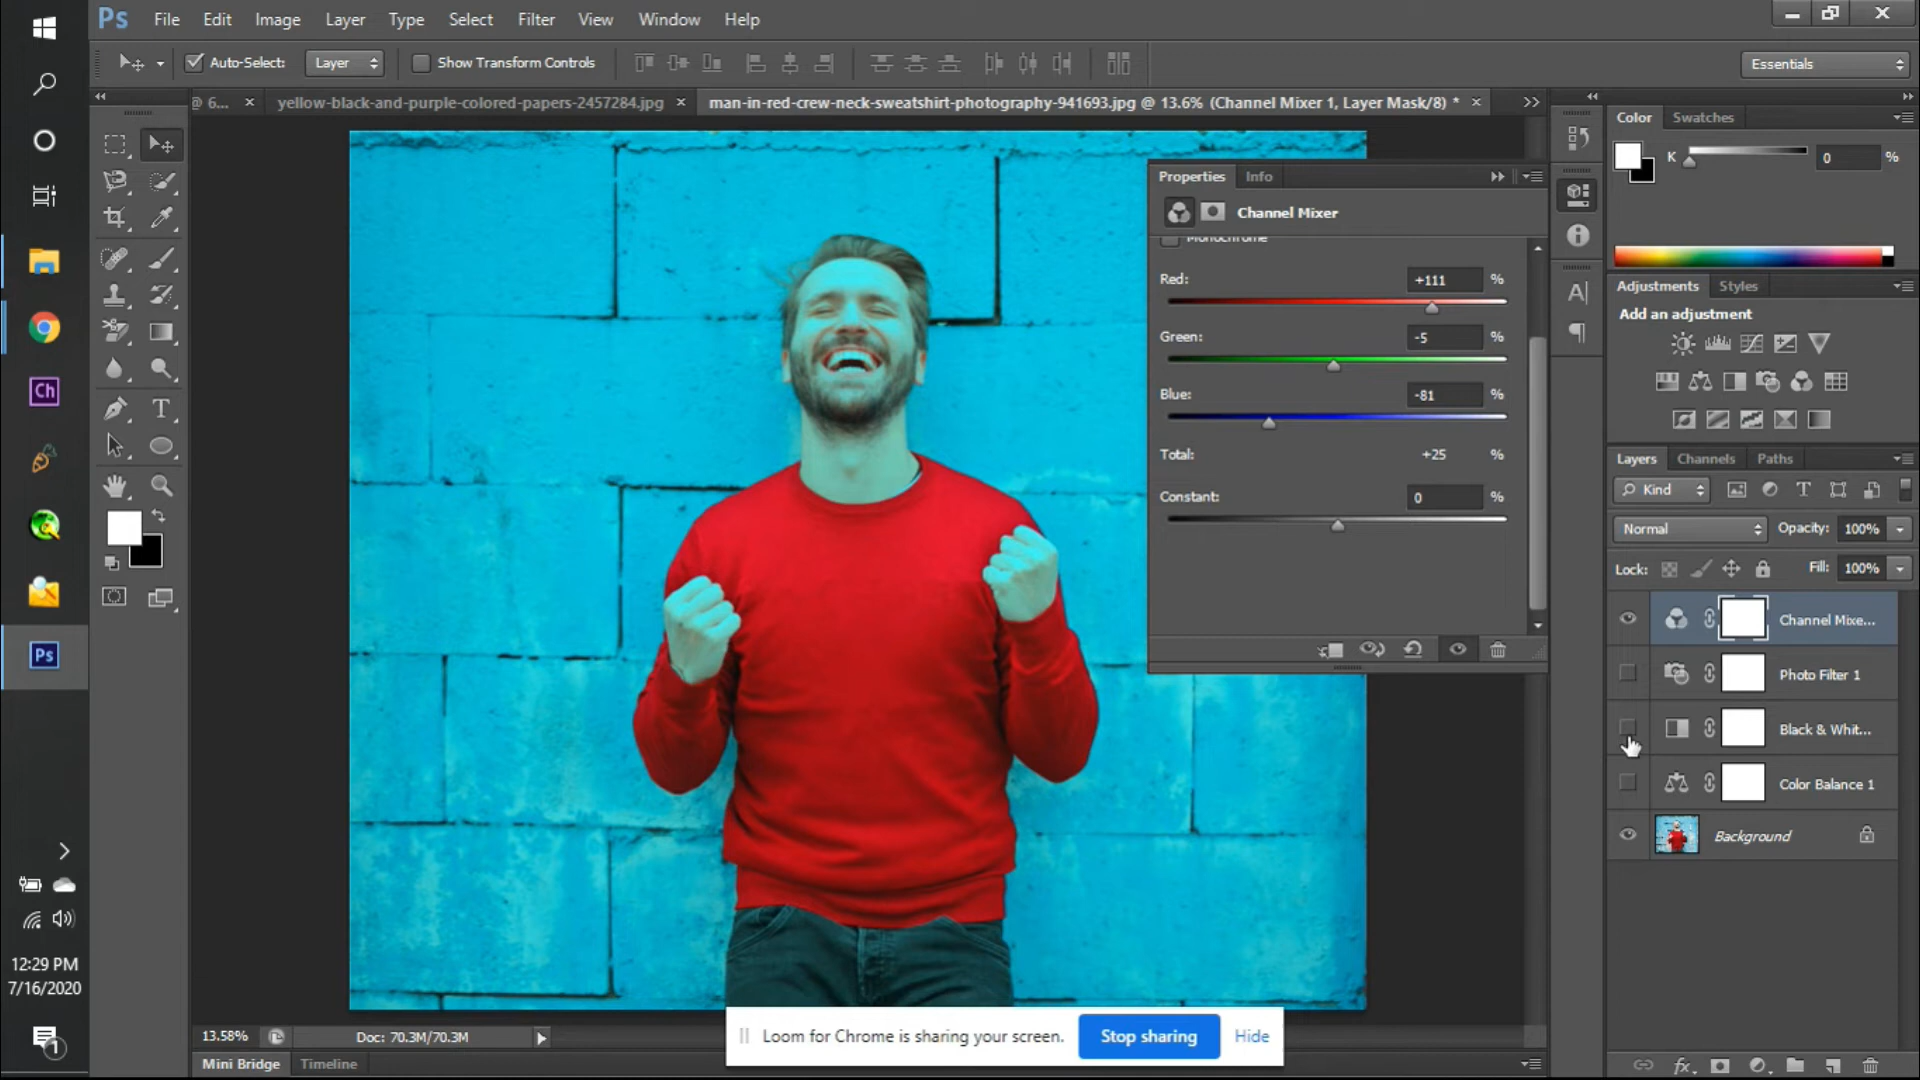 Ps File Edit Image Layer Type Select Filter View Window Help
Auto-Select: Layer Show Transform Controls Essentials
@ 6... × yellow-black-and-purple-colored-papers-2457284.jpg × man-in-red-crew-neck-sweatshirt-photography-941693.jpg @ 13.6% (Channel Mixer 1, Layer Mask/8) * ×
Color Swatches
K 0 %
Properties Info
Channel Mixer
Monochrome
Red: +111 %
Green: -5 %
Blue: -81 %
Total: +25 %
Constant: 0 %
Adjustments Styles
Add an adjustment
Layers Channels Paths
Kind
Normal Opacity: 100%
Lock: Fill: 100%
Channel Mixe...
Photo Filter 1
Black & Whit...
Color Balance 1
Background
Ch
Ps
12:29 PM
7/16/2020
1
13.58% Doc: 70.3M/70.3M
Loom for Chrome is sharing your screen. Stop sharing Hide
Mini Bridge Timeline